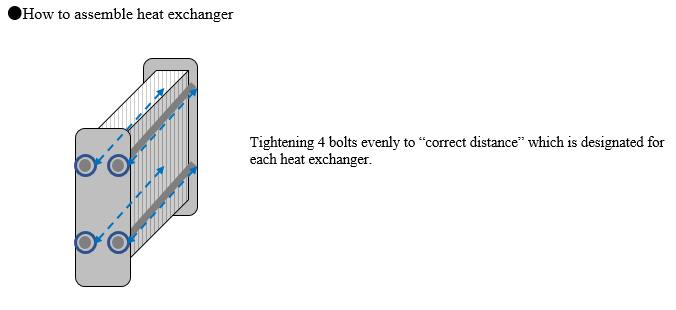 ●How to assemble heat exchanger
Tightening 4 bolts evenly to “correct distance” which is designated for
each heat exchanger.